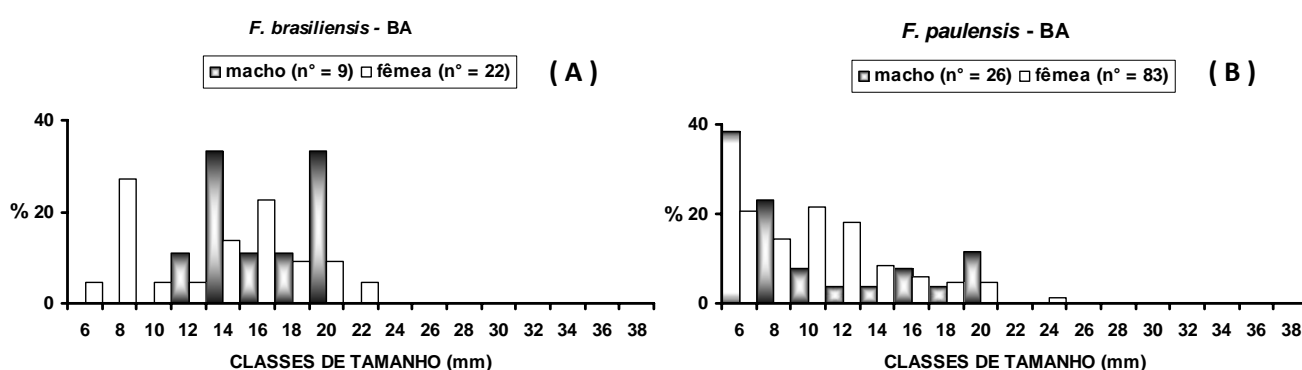 F. brasiliensis - BA
macho (n° = 9) fêmea (n° = 22)
( A )
40
% 20
0
6 8 10 12 14 16 18 20 22 24 26 28 30 32 34 36 38
CLASSES DE TAMANHO (mm)
F. paulensis - BA
macho (n° = 26) fêmea (n° = 83)
( B )
40
% 20
0
6 8 10 12 14 16 18 20 22 24 26 28 30 32 34 36 38
CLASSES DE TAMANHO (mm)